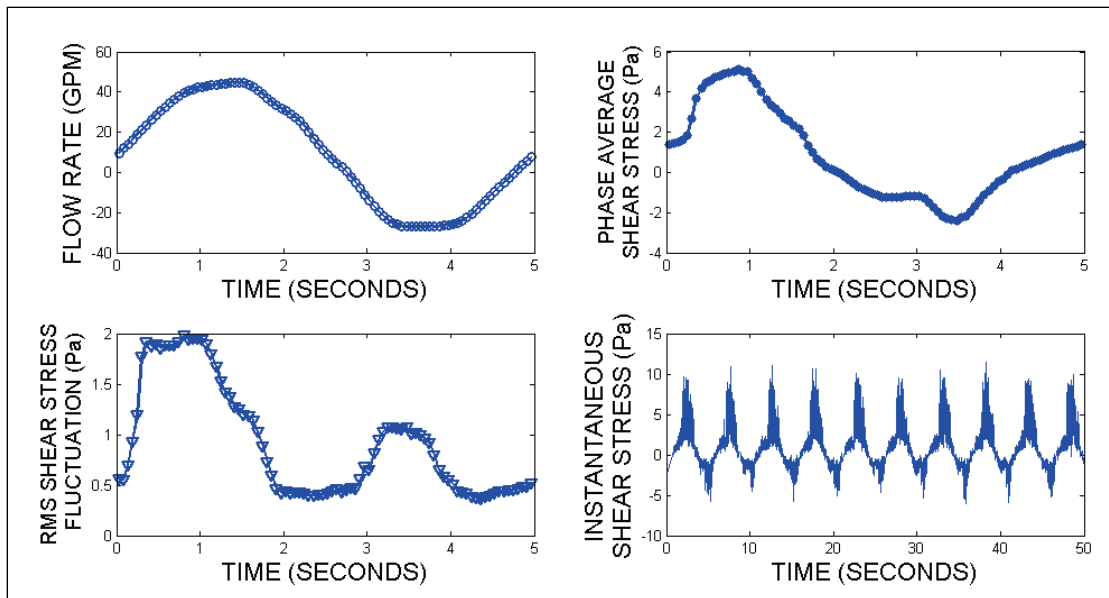 FLOW RATE (GPM)
60
40
20
0
-20
-40
0 1 2 3 4 5
TIME (SECONDS)
PHASE AVERAGE
SHEAR STRESS (Pa)
6
4
2
0
-2
-4
0 1 2 3 4 5
TIME (SECONDS)
RMS SHEAR STRESS
FLUCTUATION (Pa)
2
1.5
1
0.5
0
0 1 2 3 4 5
TIME (SECONDS)
INSTANTANEOUS
SHEAR STRESS (Pa)
15
10
5
0
-5
-10
0 10 20 30 40 50
TIME (SECONDS)